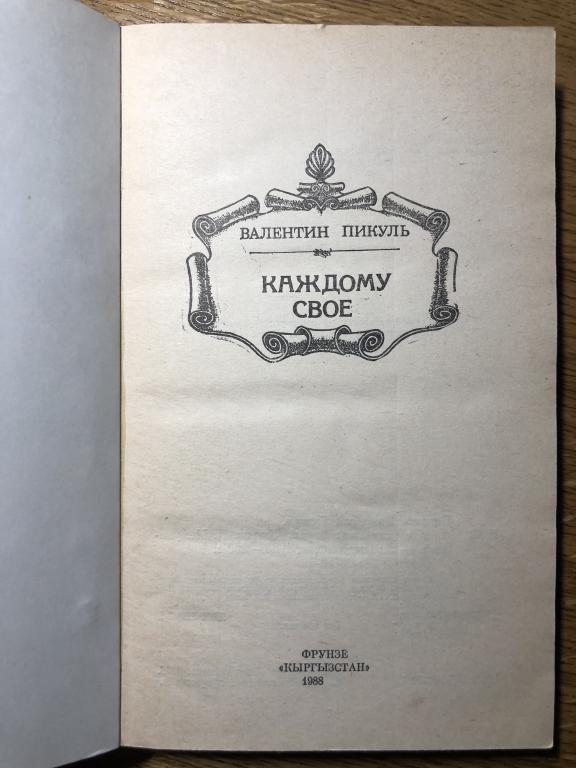 ВАЛЕНТИН ПИКУЛЬ
КАЖДОМУ
СВОЕ
ФРУНЗЕ
«КЫРГЫЗСТАН»
1988